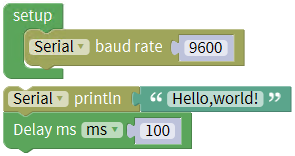 setup
Serial baud rate 9600
Serial println “ Hello,world! ”
Delay ms ms 100